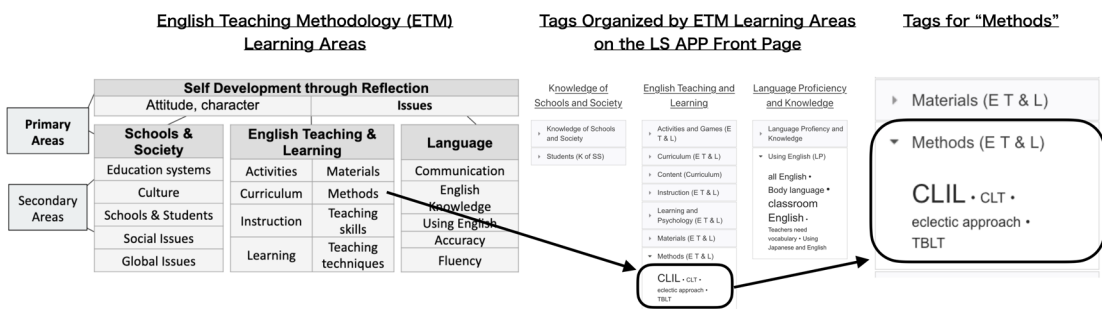 English Teaching Methodology (ETM)
Learning Areas
Self Development through Reflection
Attitude, character
Issues
Primary
Areas
Secondary
Areas
Schools &
Society
Education systems
Culture
Schools & Students
Social Issues
Global Issues
English Teaching &
Learning
Activities
Materials
Curriculum
Methods
Instruction
Teaching
skills
Learning
Teaching
techniques
Language
Communication
English
Knowledge
Using English
Accuracy
Fluency
Tags Organized by ETM Learning Areas
on the LS APP Front Page
Knowledge of
Schools and Society
Knowledge of Schools
and Society
Students (K of SS)
English Teaching and
Learning
Activities and Games (E
T & L)
Curriculum (E T & L)
Content (Curriculum)
Instruction (E T & L)
Learning and
Psychology (E T & L)
Materials (E T & L)
Methods (E T & L)
CLIL • CLT •
eclectic approach •
TBLT
Language Proficiency
and Knowledge
Language Profiency and
Knowledge
Using English (LP)
all English •
Body language •
classroom
English •
Teachers need
vocabulary • Using
Japanese and English
Tags for “Methods”
Materials (E T & L)
Methods (E T & L)
CLIL • CLT •
eclectic approach •
TBLT